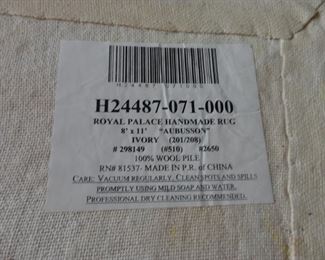 H24487 071000
H24487-071-000
ROYAL PALACE HANDMADE RUG
8' x 11' "AUBUSSON"
IVORY (201/208)
# 298149 (#510) #2650
100% WOOL PILE
RN# 81537- MADE IN P.R. of CHINA
CARE: VACUUM REGULARLY, CLEAN SPOTS AND SPILLS
PROMPTLY USING MILD SOAP AND WATER.
PROFESSIONAL DRY CLEANING RECOMMENDED.